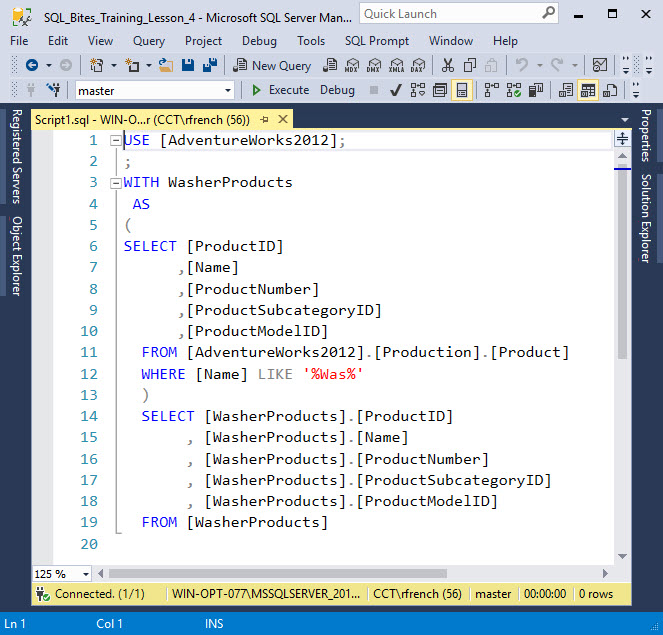 SQL_Bites_Training_Lesson_4 - Microsoft SQL Server Man...
Quick Launch
File Edit View Query Project Debug Tools SQL Prompt Window Help
New Query MDX DMX XMLA DAX
master Execute Debug
Registered Servers
Object Explorer
Script1.sql - WIN-O...r (CCT\rfrench (56))
1 USE [AdventureWorks2012];
2 ;
3 WITH WasherProducts
4 AS
5 (
6 SELECT [ProductID]
7 ,[Name]
8 ,[ProductNumber]
9 ,[ProductSubcategoryID]
10 ,[ProductModelID]
11 FROM [AdventureWorks2012].[Production].[Product]
12 WHERE [Name] LIKE '%Was%'
13 )
14 SELECT [WasherProducts].[ProductID]
15 , [WasherProducts].[Name]
16 , [WasherProducts].[ProductNumber]
17 , [WasherProducts].[ProductSubcategoryID]
18 , [WasherProducts].[ProductModelID]
19 FROM [WasherProducts]
20
Properties
Solution Explorer
125 %
Connected. (1/1) WIN-OPT-077\MSSQLSERVER_201... CCT\rfrench (56) master 00:00:00 0 rows
Ln 1 Col 1 INS